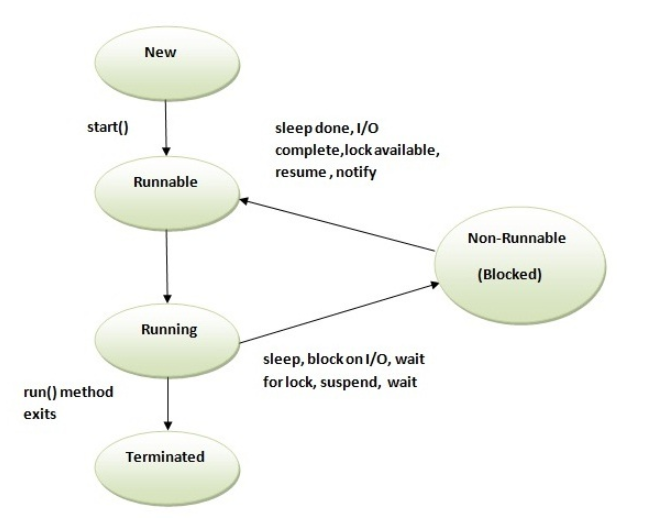 New
start()
sleep done, I/O
complete,lock available,
resume , notify
Runnable
Non-Runnable
(Blocked)
Running
sleep, block on I/O, wait
for lock, suspend, wait
run() method
exits
Terminated